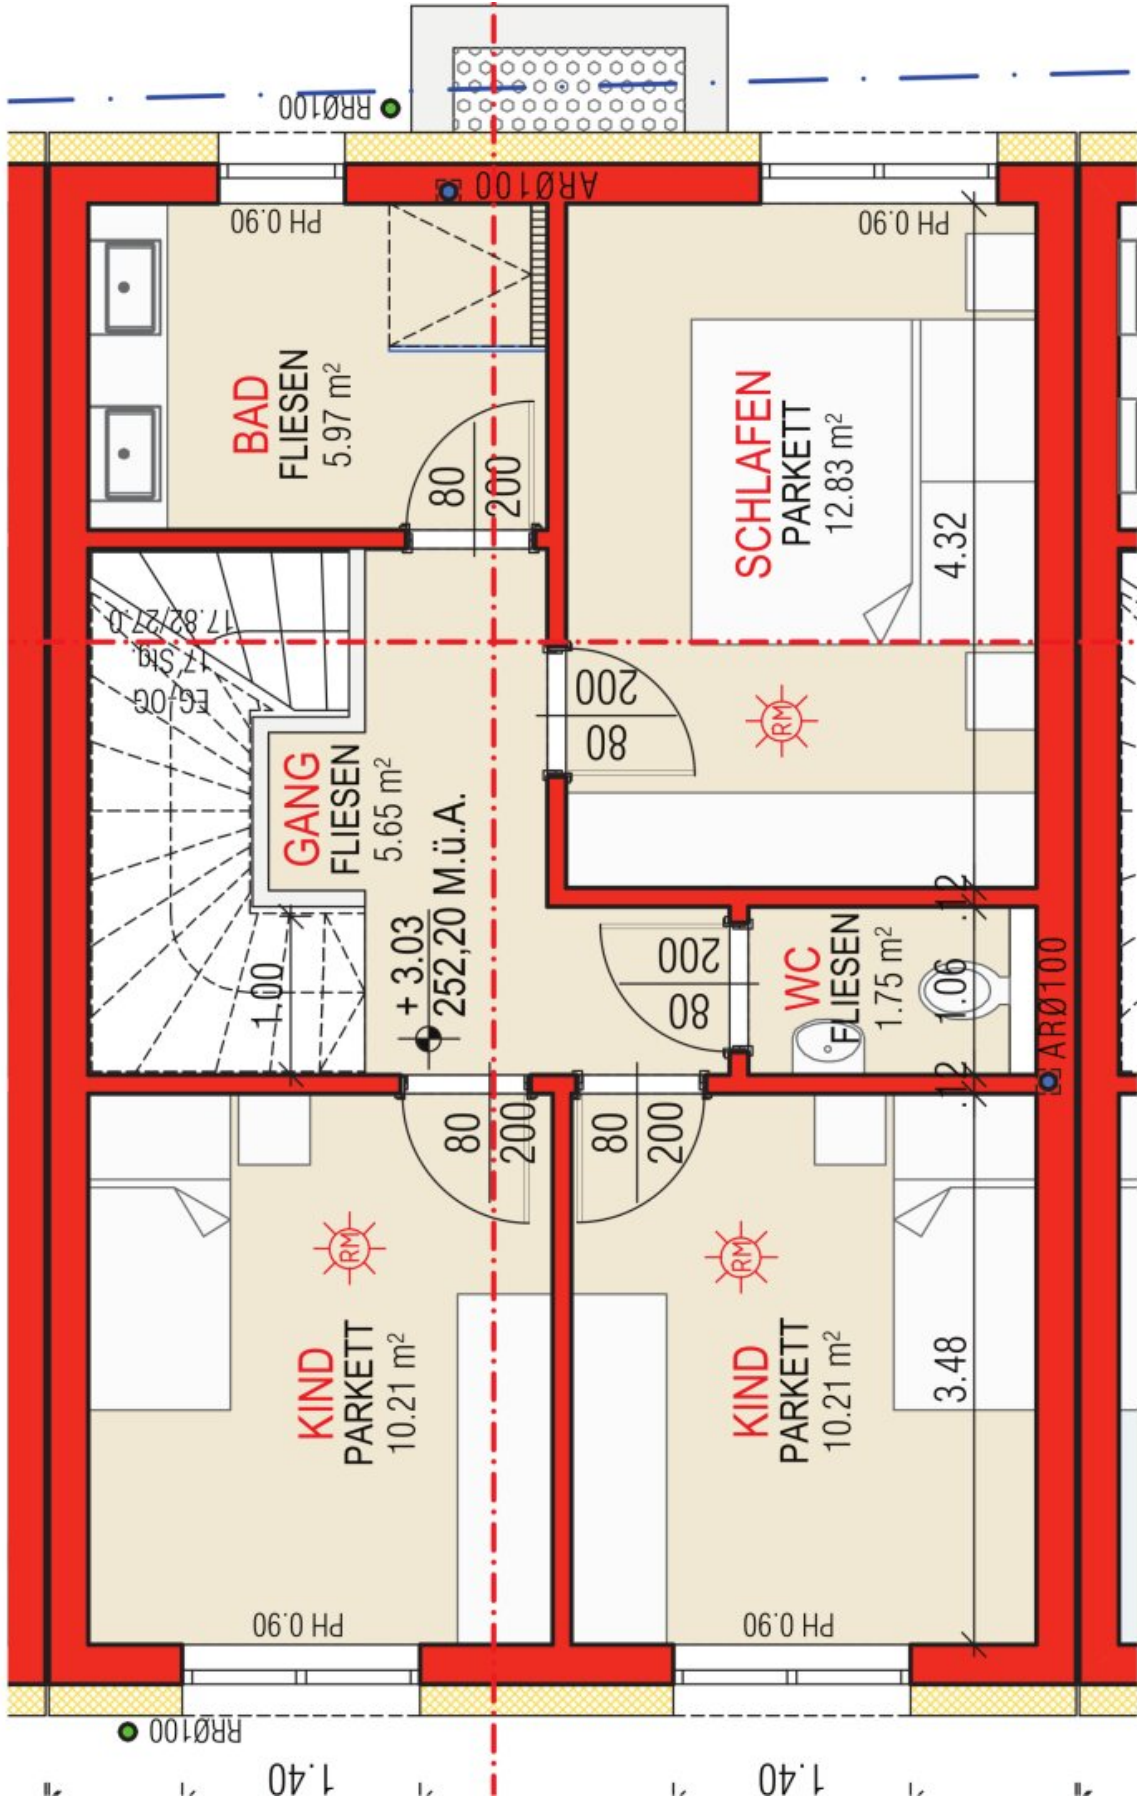 RRØ100
ARØ100
PH 0.90
PH 0.90
BAD
FLIESEN
5.97 m²
80
200
SCHLAFEN
PARKETT
12.83 m²
4.32
17.82/27.0
17 Stg.
EG-OG
200
80
RM
GANG
FLIESEN
5.65 m²
+ 3.03
252,20 M.ü.A.
1.00
200
80
WC
FLIESEN
1.75 m²
.12
1.06
.12
ARØ100
80
200
80
200
RM
RM
KIND
PARKETT
10.21 m²
KIND
PARKETT
10.21 m²
3.48
PH 0.90
PH 0.90
RRØ100
1.40
1.40